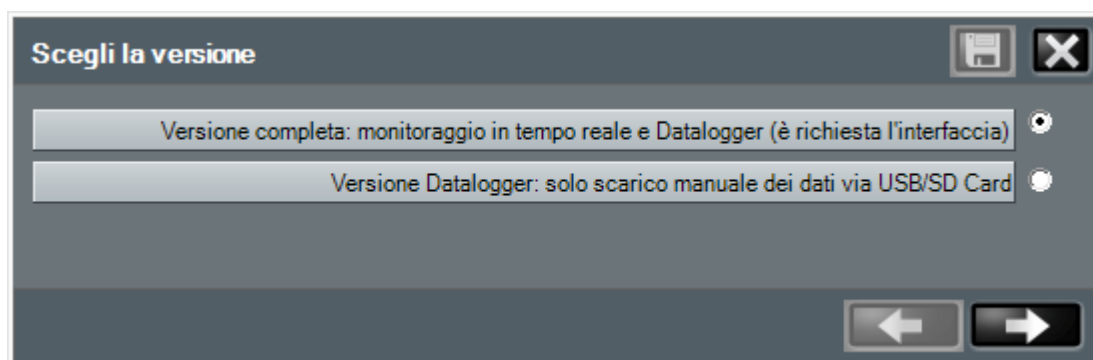 Scegli la versione
Versione completa: monitoraggio in tempo reale e Datalogger (è richiesta l'interfaccia)
Versione Datalogger: solo scarico manuale dei dati via USB/SD Card